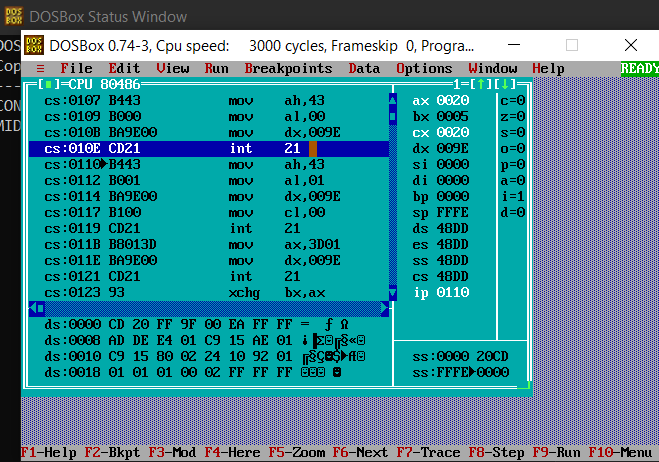 DOSBox Status Window
DOSBox 0.74-3, Cpu speed: 3000 cycles, Frameskip 0, Progra...
≡ File Edit View Run Breakpoints Data Options Window Help READY
[■]=CPU 80486 1=[↑][↓]
cs:0107 B443 mov ah,43 ax 0020 c=0
cs:0109 B000 mov al,00 bx 0005 z=0
cs:010B BA9E00 mov dx,009E cx 0020 s=0
cs:010E CD21 int 21 dx 009E o=0
cs:0110►B443 mov ah,43 si 0000 p=0
cs:0112 B001 mov al,01 di 0000 a=0
cs:0114 BA9E00 mov dx,009E bp 0000 i=1
cs:0117 B100 mov cl,00 sp FFFE d=0
cs:0119 CD21 int 21 ds 48DD
cs:011B B8013D mov ax,3D01 es 48DD
cs:011E BA9E00 mov dx,009E ss 48DD
cs:0121 CD21 int 21 cs 48DD
cs:0123 93 xchg bx,ax ip 0110
ds:0000 CD 20 FF 9F 00 EA FF FF = ƒ Ω
ds:0008 AD DE E4 01 C9 15 AE 01
ds:0010 C9 15 80 02 24 10 92 01 ss:0000 20CD
ds:0018 01 01 01 00 02 FF FF FF ss:FFFE►0000
F1-Help F2-Bkpt F3-Mod F4-Here F5-Zoom F6-Next F7-Trace F8-Step F9-Run F10-Menu
DOS
Cop
---
CON
MID